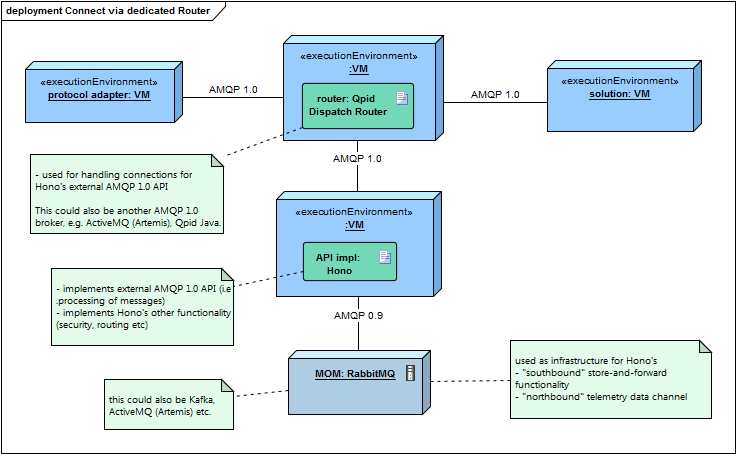 deployment Connect via dedicated Router
«executionEnvironment»
protocol adapter: VM
AMQP 1.0
«executionEnvironment»
:VM
router: Qpid
Dispatch Router
AMQP 1.0
«executionEnvironment»
solution: VM
- used for handling connections for
Hono's external AMQP 1.0 API
This could also be another AMQP 1.0
broker, e.g. ActiveMQ (Artemis), Qpid Java.
AMQP 1.0
«executionEnvironment»
:VM
API impl:
Hono
- implements external AMQP 1.0 API (i.e
.processing of messages)
- implements Hono's other functionality
(security, routing etc)
AMQP 0.9
MOM: RabbitMQ
used as infrastructure for Hono's
- "southbound" store-and-forward
functionality
- "northbound" telemetry data channel
this could also be Kafka,
ActiveMQ (Artemis) etc.